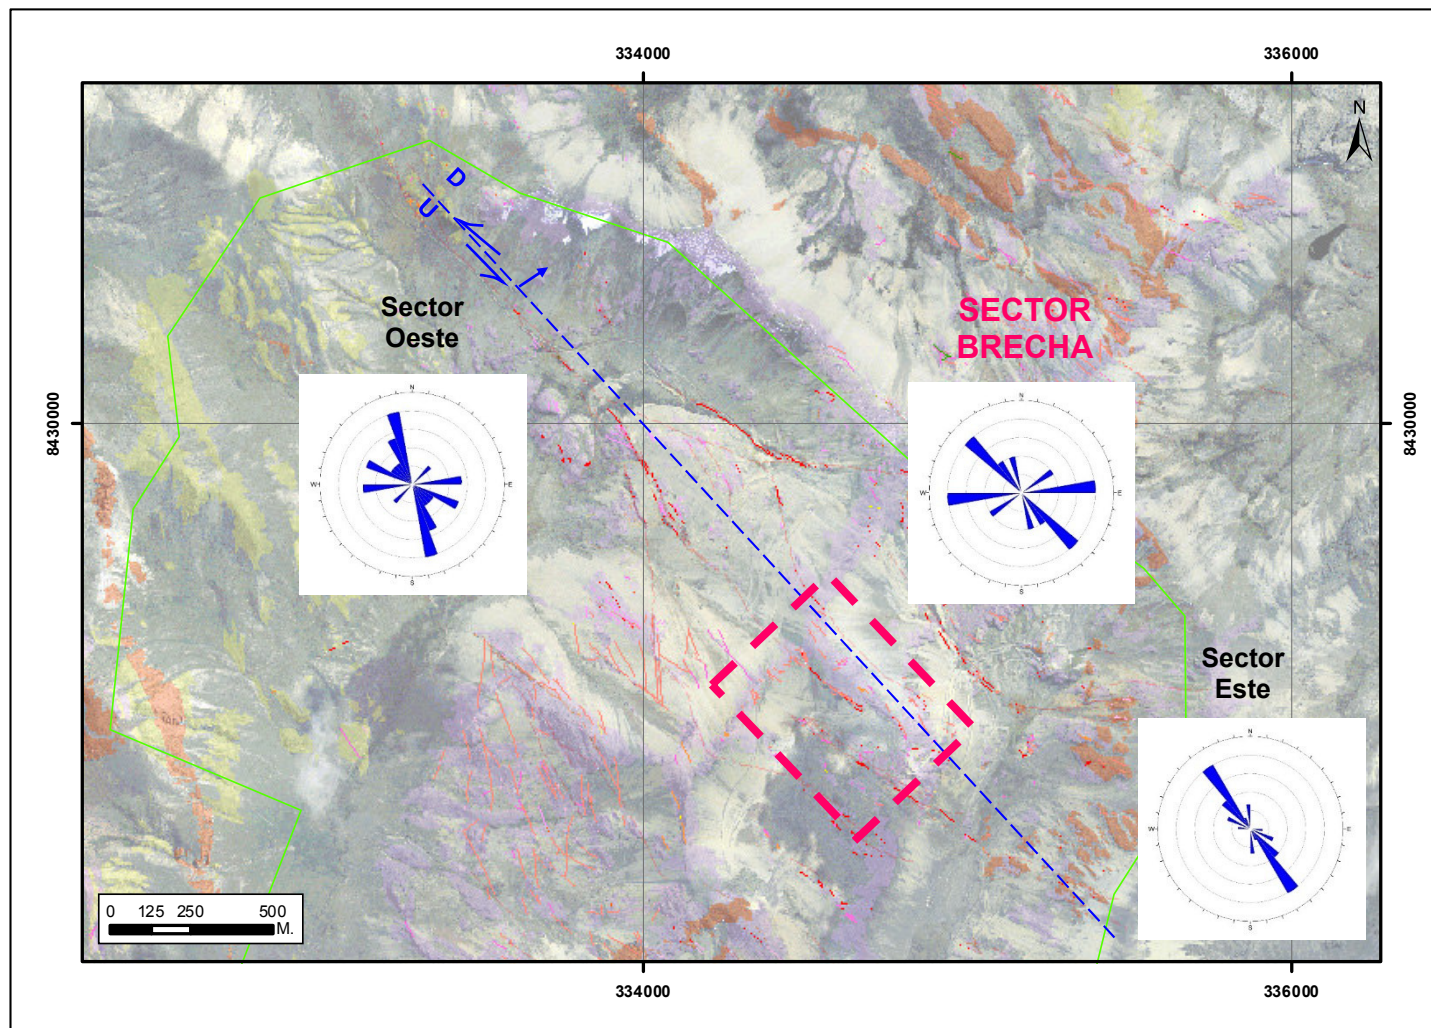 334000
336000
N
D
U
Sector
Oeste
SECTOR
BRECHA
8430000
8430000
N
W
E
S
N
W
E
S
Sector
Este
N
W
E
S
0 125 250 500
M.
334000
336000